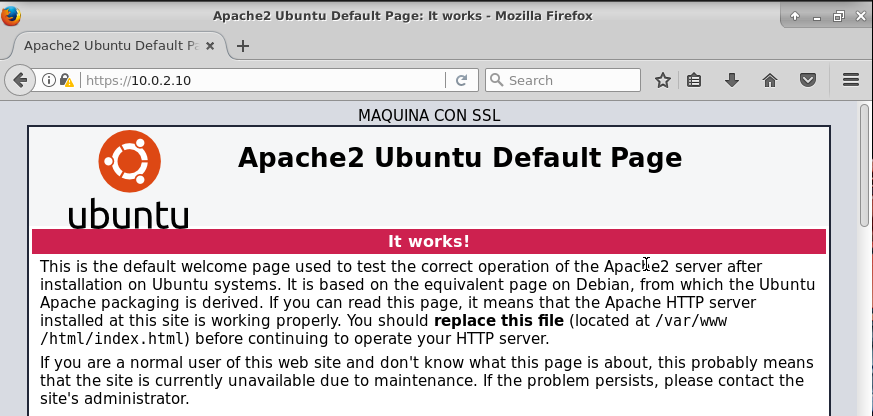 Apache2 Ubuntu Default Page: It works - Mozilla Firefox
Apache2 Ubuntu Default Pa
https://10.0.2.10
Search
MAQUINA CON SSL
ubuntu
Apache2 Ubuntu Default Page
It works!
This is the default welcome page used to test the correct operation of the Apache2 server after
installation on Ubuntu systems. It is based on the equivalent page on Debian, from which the Ubuntu
Apache packaging is derived. If you can read this page, it means that the Apache HTTP server
installed at this site is working properly. You should replace this file (located at /var/www
/html/index.html) before continuing to operate your HTTP server.
If you are a normal user of this web site and don't know what this page is about, this probably means
that the site is currently unavailable due to maintenance. If the problem persists, please contact the
site's administrator.